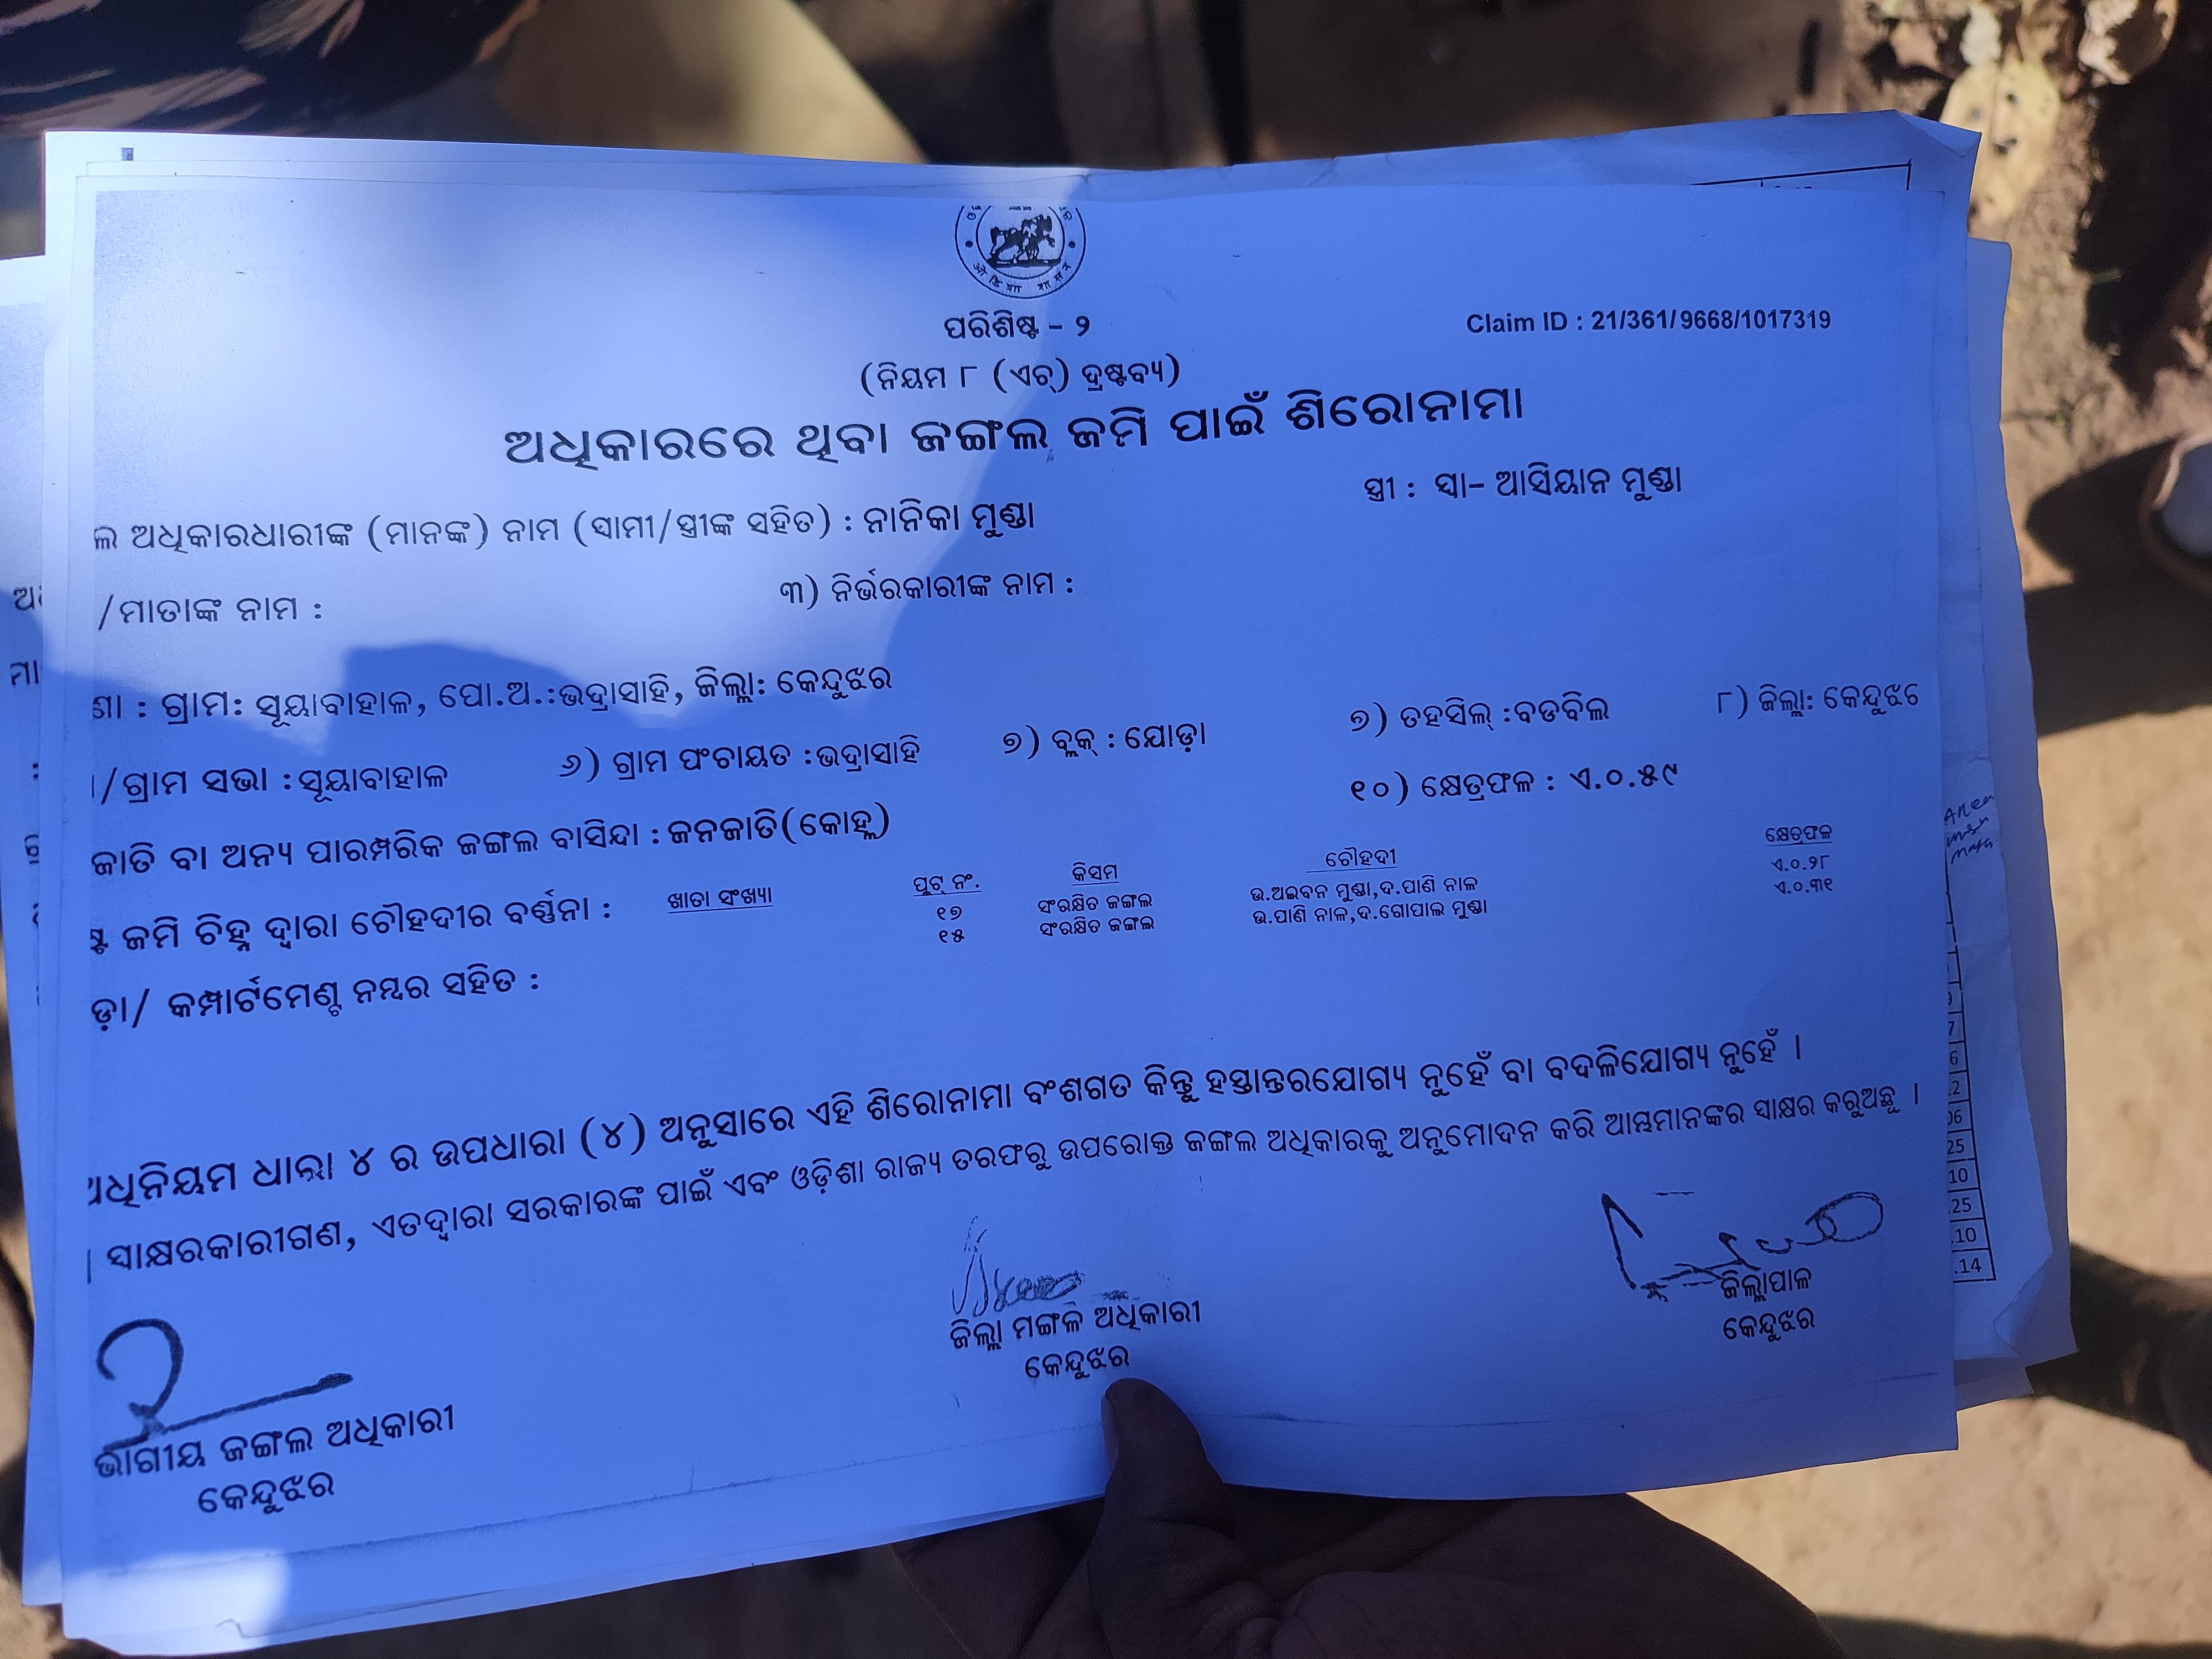 ଓଡିଶା ଶାସନ
ପରିଶିଷ୍ଟ - ୨
Claim ID : 21/361/9668/1017319
(ନିୟମ ୮ (ଏଚ୍) ଦ୍ରଷ୍ଟବ୍ୟ)
ଅଧିକାରରେ ଥିବା ଜଙ୍ଗଲ ଜମି ପାଇଁ ଶିରୋନାମା
ଲ ଅଧିକାରଧାରୀଙ୍କ (ମାନଙ୍କ) ନାମ (ସ୍ୱାମୀ/ସ୍ତ୍ରୀଙ୍କ ସହିତ) : ନାନିକା ମୁଣ୍ଡା ସ୍ତ୍ରୀ : ସ୍ୱା- ଆସିୟାନ ମୁଣ୍ଡା
/ମାତାଙ୍କ ନାମ : ୩) ନିର୍ଭରକାରୀଙ୍କ ନାମ :
ଣା : ଗ୍ରାମ: ସୂୟାବାହାଳ, ପୋ.ଅ.:ଭଦ୍ରାସାହି, ଜିଲ୍ଲା: କେନ୍ଦୁଝର
/ଗ୍ରାମ ସଭା : ସୂୟାବାହାଳ ୬) ଗ୍ରାମ ପଂଚାୟତ :ଭଦ୍ରାସାହି ୭) ବ୍ଲକ୍ : ଯୋଡ଼ା ୭) ତହସିଲ୍ :ବଡବିଲ ୮) ଜିଲ୍ଲା: କେନ୍ଦୁଝର
ଜାତି ବା ଅନ୍ୟ ପାରମ୍ପରିକ ଜଙ୍ଗଲ ବାସିନ୍ଦା : ଜନଜାତି(କୋହ୍ଲ) ୧୦) କ୍ଷେତ୍ରଫଳ : ଏ.୦.୫୯
ଷ୍ଟ ଜମି ଚିହ୍ନ ଦ୍ୱାରା ଚୌହଦୀର ବର୍ଣ୍ଣନା : ଖାତା ସଂଖ୍ୟା ପ୍ଲଟ୍ ନଂ. କିସମ ଚୌହଦୀ କ୍ଷେତ୍ରଫଳ
୧୭ ସଂରକ୍ଷିତ ଜଙ୍ଗଲ ଉ.ଅଇବନ ମୁଣ୍ଡା,ଦ.ପାଣି ନାଳ ଏ.୦.୨୮
୧୫ ସଂରକ୍ଷିତ ଜଙ୍ଗଲ ଉ.ପାଣି ନାଳ,ଦ.ଗୋପାଲ ମୁଣ୍ଡା ଏ.୦.୩୧
ଡ଼ା/ କମ୍ପାର୍ଟମେଣ୍ଟ ନମ୍ବର ସହିତ :
ଅଧିନିୟମ ଧାରା ୪ ର ଉପଧାରା (୪) ଅନୁସାରେ ଏହି ଶିରୋନାମା ବଂଶଗତ କିନ୍ତୁ ହସ୍ତାନ୍ତରଯୋଗ୍ୟ ନୁହେଁ ବା ବଦଳିଯୋଗ୍ୟ ନୁହେଁ ।
ସ୍ୱାକ୍ଷରକାରୀଗଣ, ଏତଦ୍ୱାରା ସରକାରଙ୍କ ପାଇଁ ଏବଂ ଓଡ଼ିଶା ରାଜ୍ୟ ତରଫରୁ ଉପରୋକ୍ତ ଜଙ୍ଗଲ ଅଧିକାରକୁ ଅନୁମୋଦନ କରି ଆମ୍ଭମାନଙ୍କର ସ୍ୱାକ୍ଷର କରୁଅଛୁ ।
ଭାଗୀୟ ଜଙ୍ଗଲ ଅଧିକାରୀ
କେନ୍ଦୁଝର
ଜିଲ୍ଲା ମଙ୍ଗଳ ଅଧିକାରୀ
କେନ୍ଦୁଝର
ଜିଲ୍ଲାପାଳ
କେନ୍ଦୁଝର
25
10
.25
.10
.14